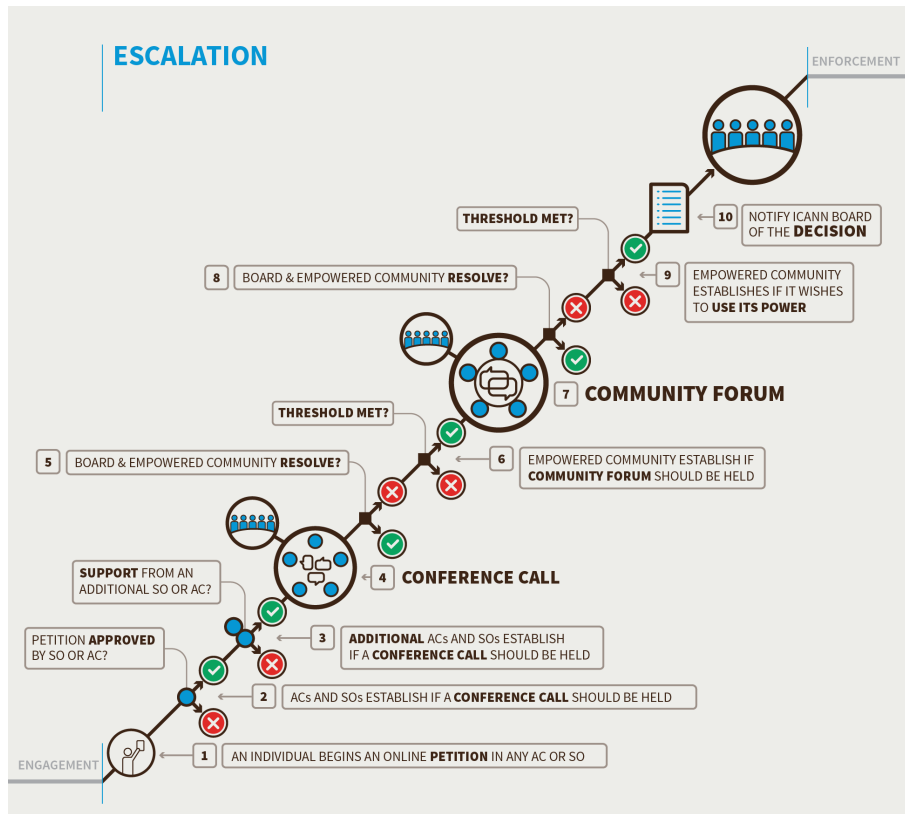 ESCALATION
ENFORCEMENT
THRESHOLD MET?
10
NOTIFY ICANN BOARD
OF THE DECISION
8
BOARD & EMPOWERED COMMUNITY RESOLVE?
9
EMPOWERED COMMUNITY
ESTABLISHES IF IT WISHES
TO USE ITS POWER
7
COMMUNITY FORUM
THRESHOLD MET?
5
BOARD & EMPOWERED COMMUNITY RESOLVE?
6
EMPOWERED COMMUNITY ESTABLISH IF
COMMUNITY FORUM SHOULD BE HELD
4
CONFERENCE CALL
SUPPORT FROM AN
ADDITIONAL SO OR AC?
3
ADDITIONAL ACs AND SOs ESTABLISH
IF A CONFERENCE CALL SHOULD BE HELD
PETITION APPROVED
BY SO OR AC?
2
ACs AND SOs ESTABLISH IF A CONFERENCE CALL SHOULD BE HELD
1
AN INDIVIDUAL BEGINS AN ONLINE PETITION IN ANY AC OR SO
ENGAGEMENT